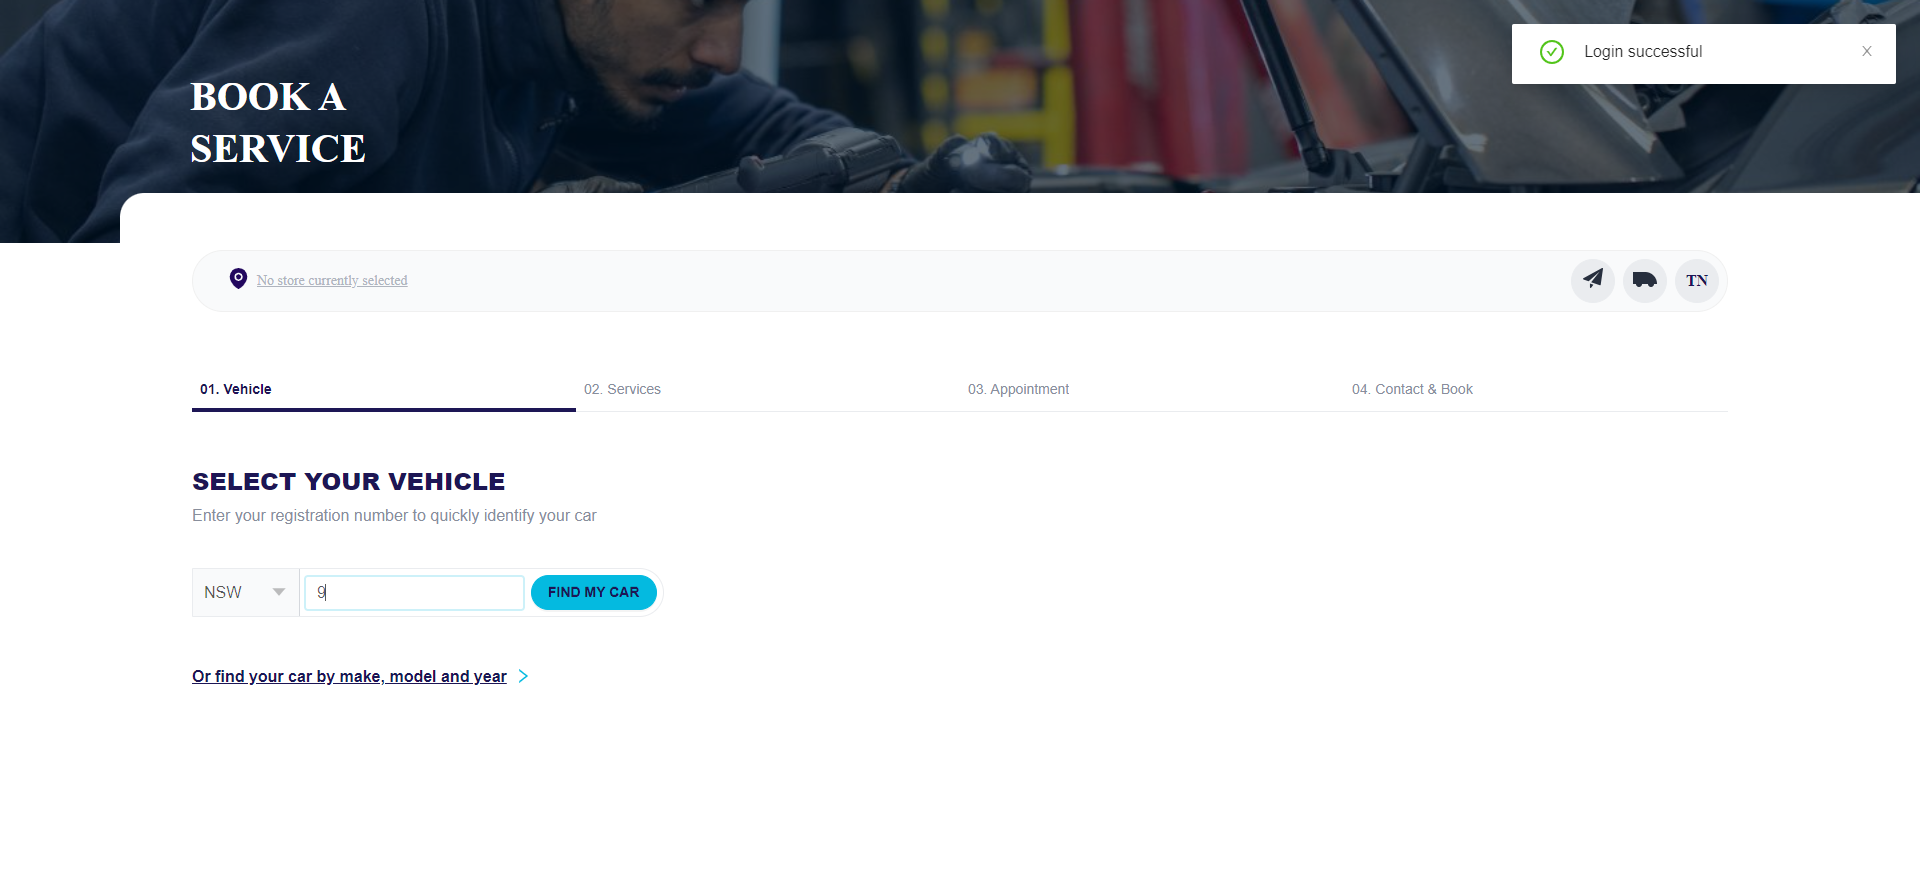 BOOK A
SERVICE
Login successful
No store currently selected
TN
01. Vehicle
02. Services
03. Appointment
04. Contact & Book
SELECT YOUR VEHICLE
Enter your registration number to quickly identify your car
NSW
9
FIND MY CAR
Or find your car by make, model and year